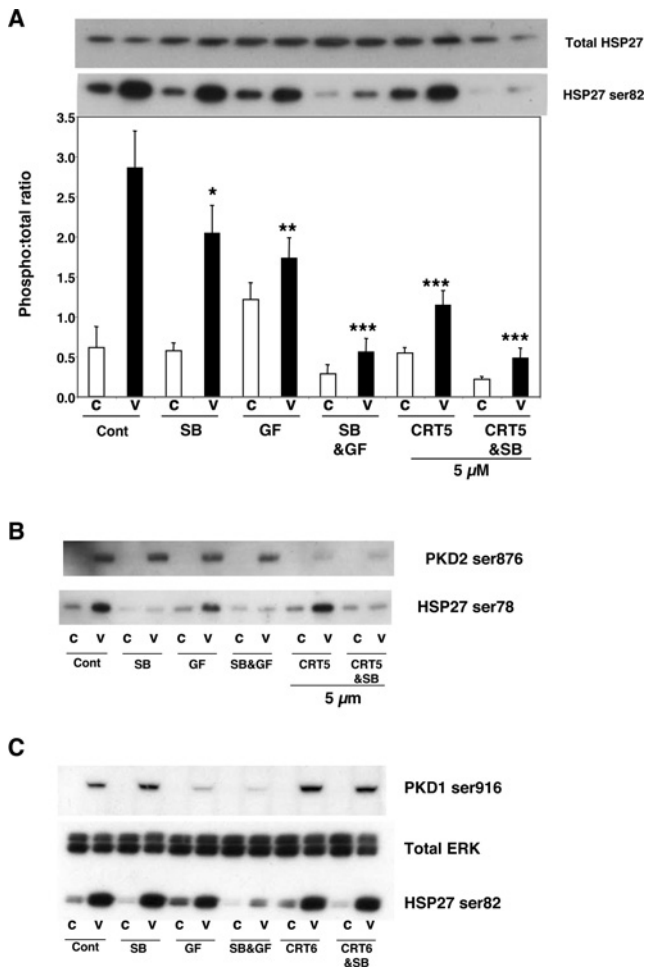 A
Total HSP27
HSP27 ser82
3.5
3.0
2.5
2.0
1.5
1.0
0.5
0.0
Phospho:total ratio
*
**
***
***
***
C V C V C V C V C V C V
Cont SB GF SB &GF CRT5 CRT5 &SB
5 µM
B
PKD2 ser876
HSP27 ser78
C V C V C V C V C V C V
Cont SB GF SB&GF CRT5 CRT5 &SB
5 µm
C
PKD1 ser916
Total ERK
HSP27 ser82
C V C V C V C V C V C V
Cont SB GF SB&GF CRT6 CRT6 &SB